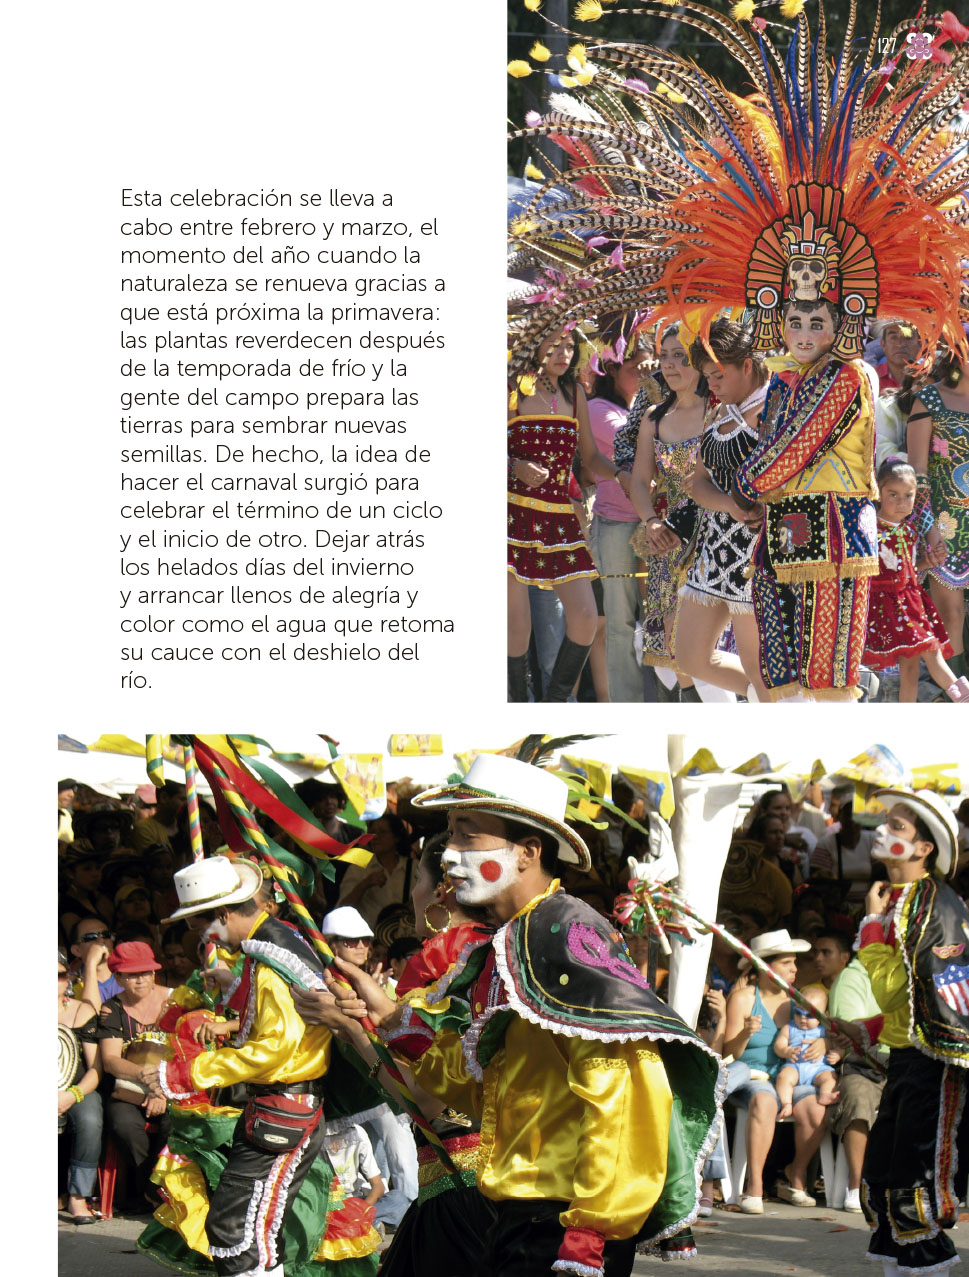 127
Esta celebración se lleva a
cabo entre febrero y marzo, el
momento del año cuando la
naturaleza se renueva gracias a
que está próxima la primavera:
las plantas reverdecen después
de la temporada de frío y la
gente del campo prepara las
tierras para sembrar nuevas
semillas. De hecho, la idea de
hacer el carnaval surgió para
celebrar el término de un ciclo
y el inicio de otro. Dejar atrás
los helados días del invierno
y arrancar llenos de alegría y
color como el agua que retoma
su cauce con el deshielo del
río.